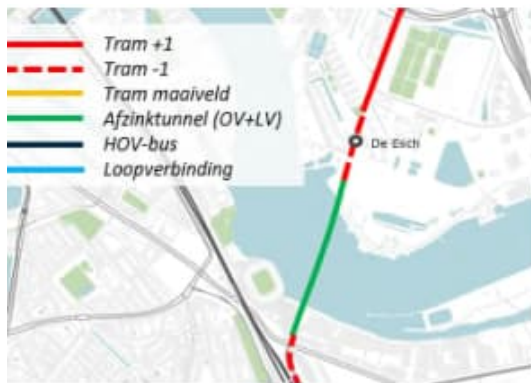 Tram +1
Tram -1
Tram maaiveld
Afzinktunnel (OV+LV)
HOV-bus
Loopverbinding
De Esch